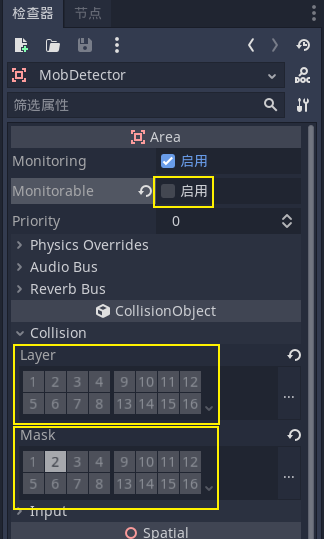 检查器 节点
MobDetector
筛选属性
Area
Monitoring 启用
Monitorable 启用
Priority 0
Physics Overrides
Audio Bus
Reverb Bus
CollisionObject
Collision
Layer
1 2 3 4 9 10 11 12
5 6 7 8 13 14 15 16
...
Mask
1 2 3 4 9 10 11 12
5 6 7 8 13 14 15 16
...
Input
Spatial